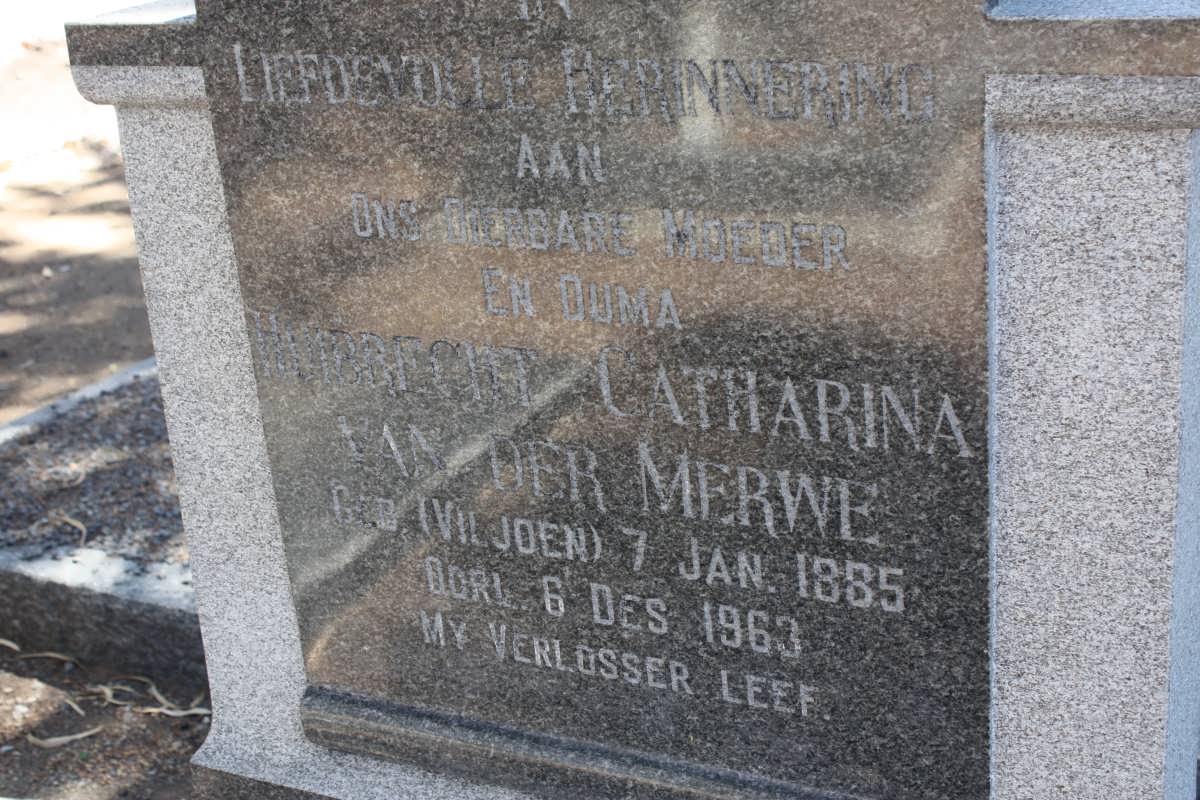 IN
LIEFDEVOLLE HERINNERING
AAN
ONS DIERBARE MOEDER
EN OUMA
HUIBRECHT CATHARINA
VAN DER MERWE
GEB (VILJOEN) 7 JAN. 1885
OORL. 6 DES 1963
MY VERLOSSER LEEF.